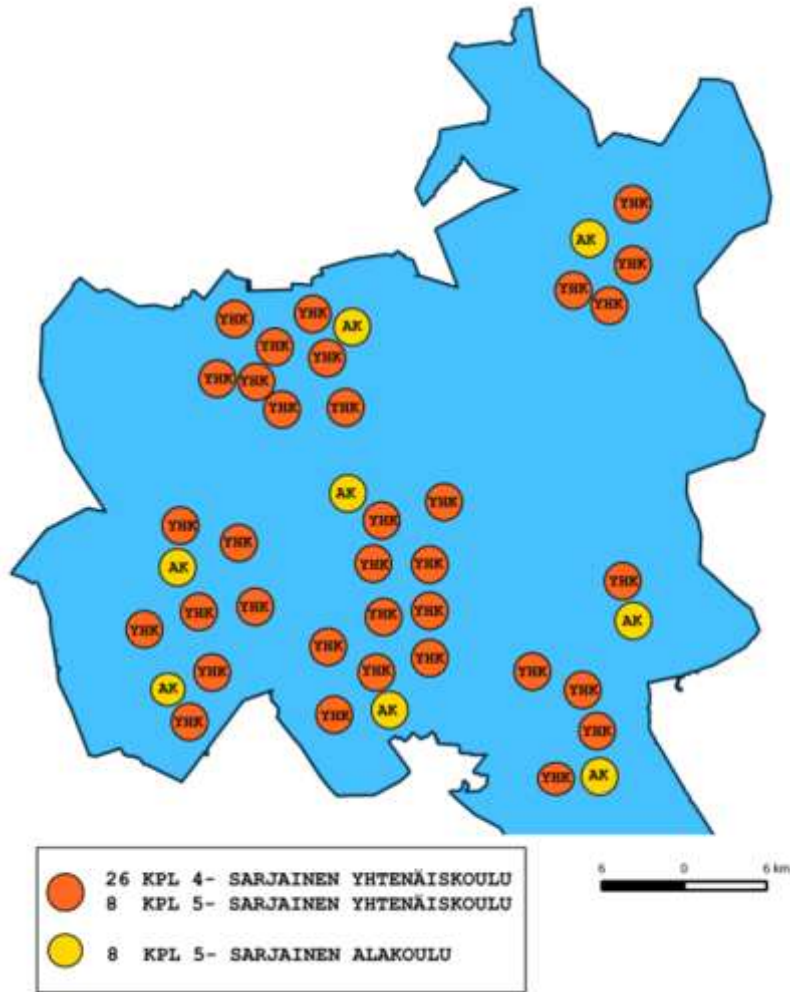 YHK
AK
YHK
YHK
YHK
YHK
YHK
AK
YHK
YHK
YHK
YHK
YHK
YHK
AK
YHK
YHK
YHK
YHK
AK
YHK
YHK
YHK
YHK
YHK
YHK
YHK
AK
YHK
YHK
YHK
YHK
YHK
YHK
AK
YHK
YHK
YHK
AK
YHK
YHK
AK
26 KPL 4- SARJAINEN YHTENÄISKOULU
8 KPL 5- SARJAINEN YHTENÄISKOULU
8 KPL 5- SARJAINEN ALAKOULU
6 0 6 km